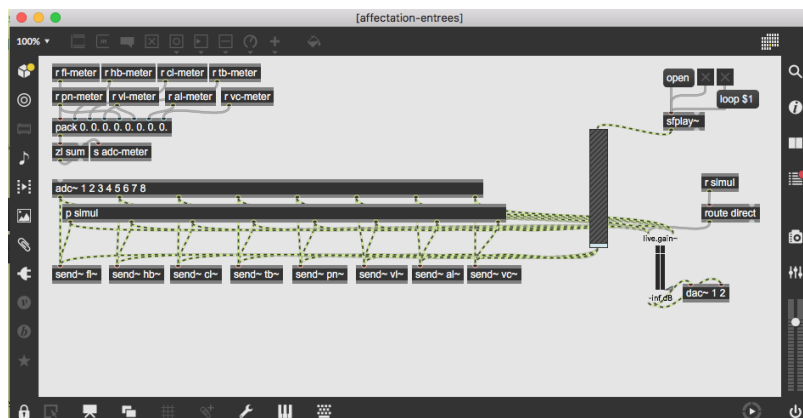 [affectation-entrees]
100% ▼
r fl-meter r hb-meter r cl-meter r tb-meter
r pn-meter r vl-meter r al-meter r vc-meter
pack 0. 0. 0. 0. 0. 0. 0. 0.
zl sum s adc-meter
open
loop $1
sfplay~
adc~ 1 2 3 4 5 6 7 8
p simul
r simul
route direct
live.gain~
send~ fl~ send~ hb~ send~ cl~ send~ tb~ send~ pn~ send~ vl~ send~ al~ send~ vc~
-inf dB
dac~ 1 2